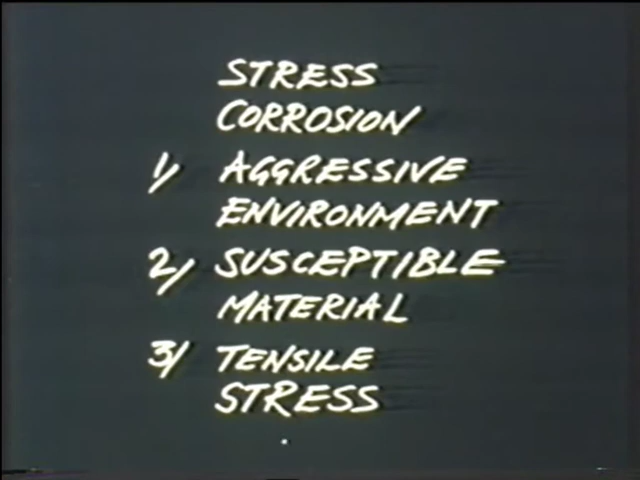 STRESS
CORROSION
1/ AGGRESSIVE
ENVIRONMENT
2/ SUSCEPTIBLE
MATERIAL
3/ TENSILE
STRESS